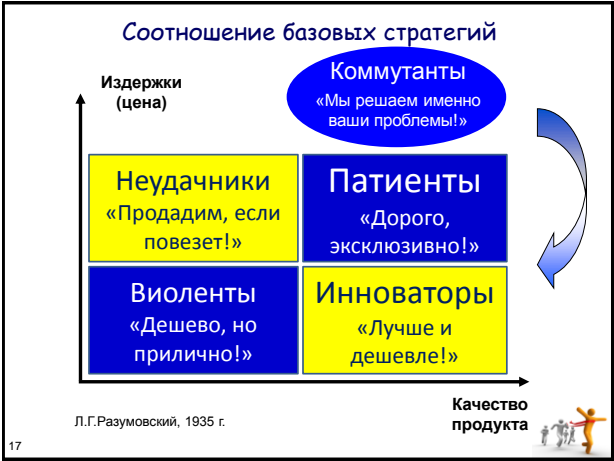 Соотношение базовых стратегий
Издержки
(цена)
Коммутанты
«Мы решаем именно
ваши проблемы!»
Неудачники
«Продадим, если
повезет!»
Патиенты
«Дорого,
эксклюзивно!»
Виоленты
«Дешево, но
прилично!»
Инноваторы
«Лучше и
дешевле!»
Качество
продукта
Л.Г.Разумовский, 1935 г.
17